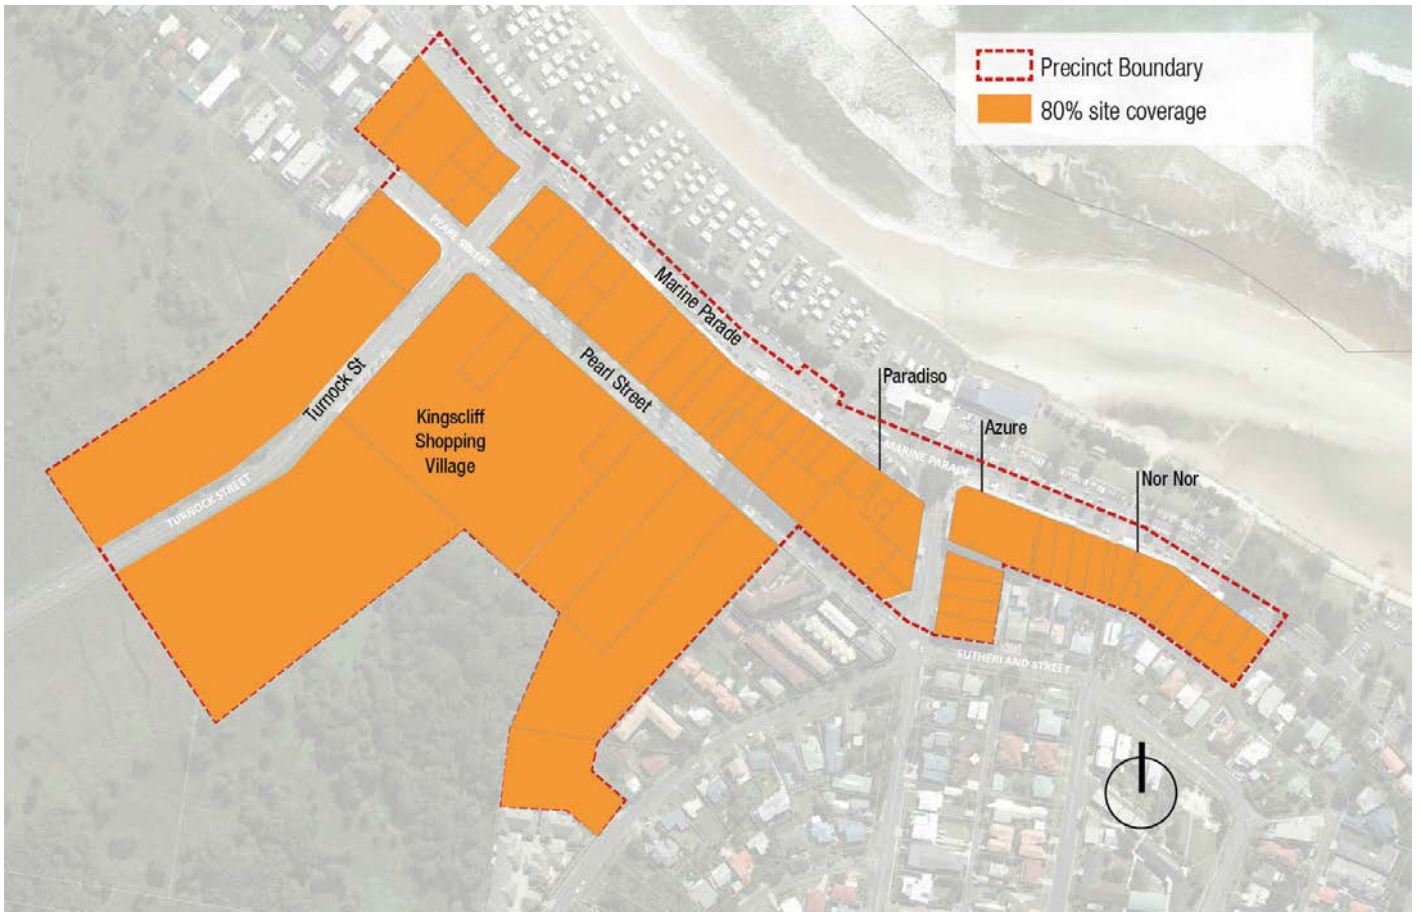 Precinct Boundary
80% site coverage
PEARL STREET
Marine Parade
Pearl Street
Turnock St
Paradiso
Kingscliff
Shopping
Village
Azure
MARINE PARADE
Nor Nor
TURNOCK STREET
SUTHERLAND STREET